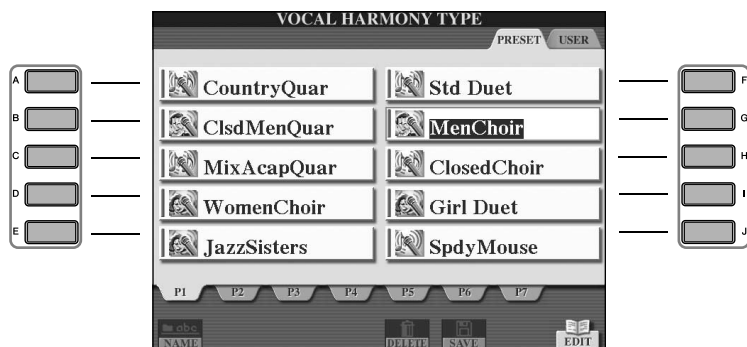 VOCAL HARMONY TYPE
PRESET USER
A CountryQuar Std Duet F
B ClsdMenQuar MenChoir G
C MixAcapQuar ClosedChoir H
D WomenChoir Girl Duet I
E JazzSisters SpdyMouse J
P1 P2 P3 P4 P5 P6 P7
abc
NAME DELETE SAVE EDIT